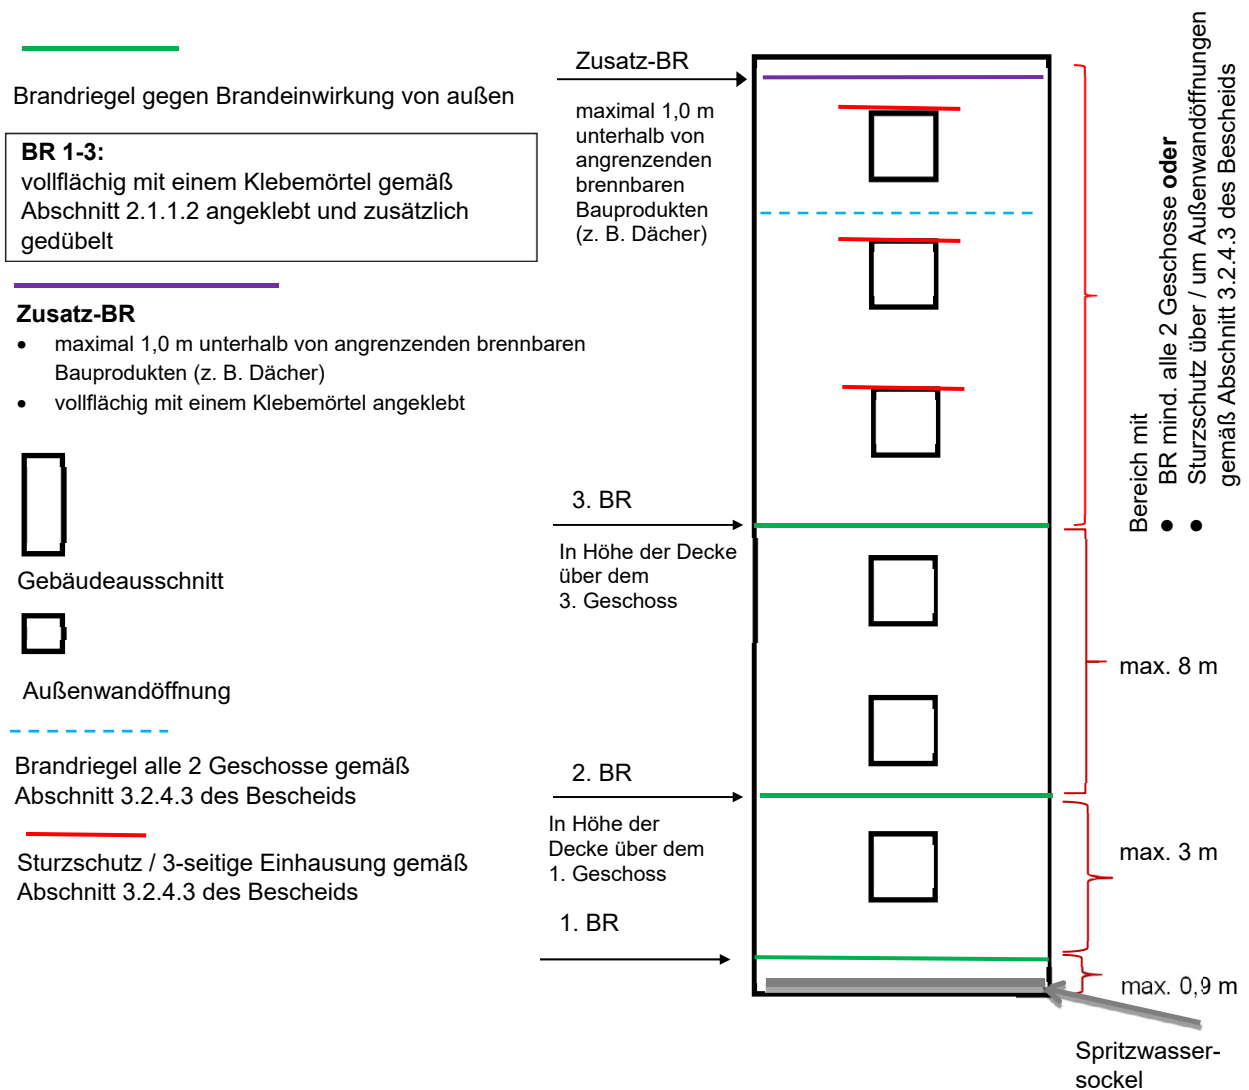 Brandriegel gegen Brandeinwirkung von außen
BR 1-3:
vollflächig mit einem Klebemörtel gemäß
Abschnitt 2.1.1.2 angeklebt und zusätzlich
gedübelt
Zusatz-BR
• maximal 1,0 m unterhalb von angrenzenden brennbaren
Bauprodukten (z. B. Dächer)
• vollflächig mit einem Klebemörtel angeklebt
Gebäudeausschnitt
Außenwandöffnung
Brandriegel alle 2 Geschosse gemäß
Abschnitt 3.2.4.3 des Bescheids
Sturzschutz / 3-seitige Einhausung gemäß
Abschnitt 3.2.4.3 des Bescheids
Zusatz-BR
maximal 1,0 m
unterhalb von
angrenzenden
brennbaren
Bauprodukten
(z. B. Dächer)
3. BR
In Höhe der Decke
über dem
3. Geschoss
2. BR
In Höhe der
Decke über dem
1. Geschoss
1. BR
Bereich mit
• BR mind. alle 2 Geschosse oder
• Sturzschutz über / um Außenwandöffnungen
gemäß Abschnitt 3.2.4.3 des Bescheids
max. 8 m
max. 3 m
max. 0,9 m
Spritzwasser-
sockel